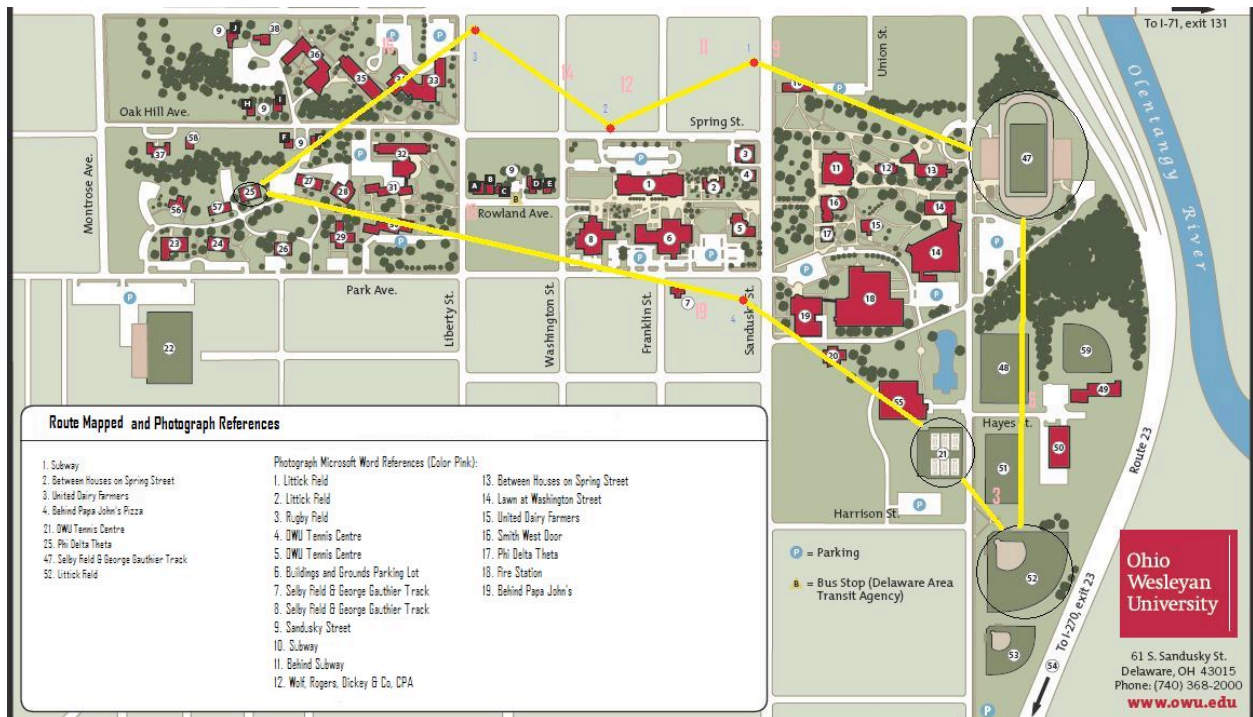 To I-71, exit 131
Olentangy
River
Union St.
Oak Hill Ave.
Spring St.
Montrose Ave.
Rowland Ave.
Park Ave.
Liberty St.
Washington St.
Franklin St.
Sandusky St.
Hayes St.
Harrison St.
Route 23
To I-270, exit 23
P = Parking
B = Bus Stop (Delaware Area
Transit Agency)
Ohio
Wesleyan
University
61 S. Sandusky St.
Delaware, OH 43015
Phone: (740) 368-2000
www.owu.edu
Route Mapped and Photograph References
1. Subway
2. Between Houses on Spring Street
3. United Dairy Farmers
4. Behind Papa John's Pizza
21. OWU Tennis Centre
25. Phi Delta Theta
47. Selby Field & George Gauthier Track
52. Littick Field
Photograph Microsoft Word References (Color Pink):
1. Littick Field
2. Littick Field
3. Rugby Field
4. OWU Tennis Centre
5. OWU Tennis Centre
6. Buildings and Grounds Parking Lot
7. Selby Field & George Gauthier Track
8. Selby Field & George Gauthier Track
9. Sandusky Street
10. Subway
11. Behind Subway
12. Wolf, Rogers, Dickey & Co, CPA
13. Between Houses on Spring Street
14. Lawn at Washington Street
15. United Dairy Farmers
16. Smith West Door
17. Phi Delta Theta
18. Fire Station
19. Behind Papa John's